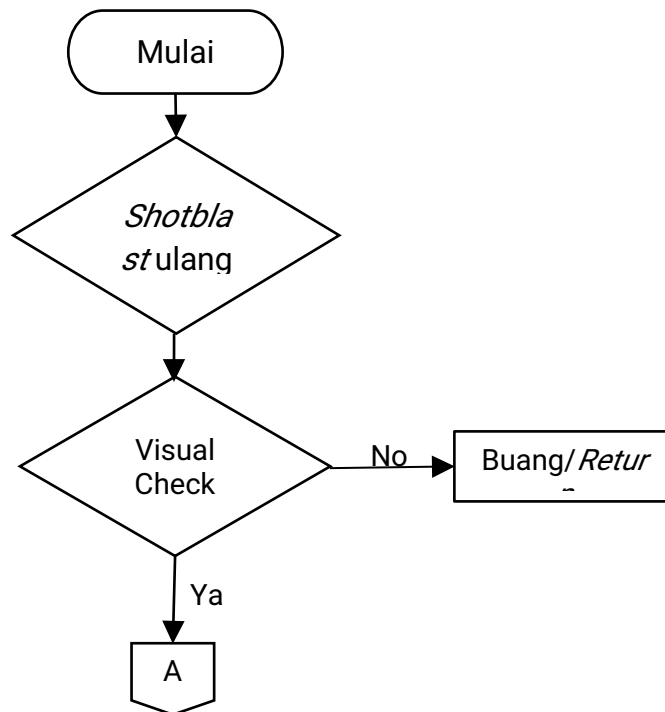 Mulai
Shotbla
st ulang
Visual
Check
No
Buang/Retur
Ya
A